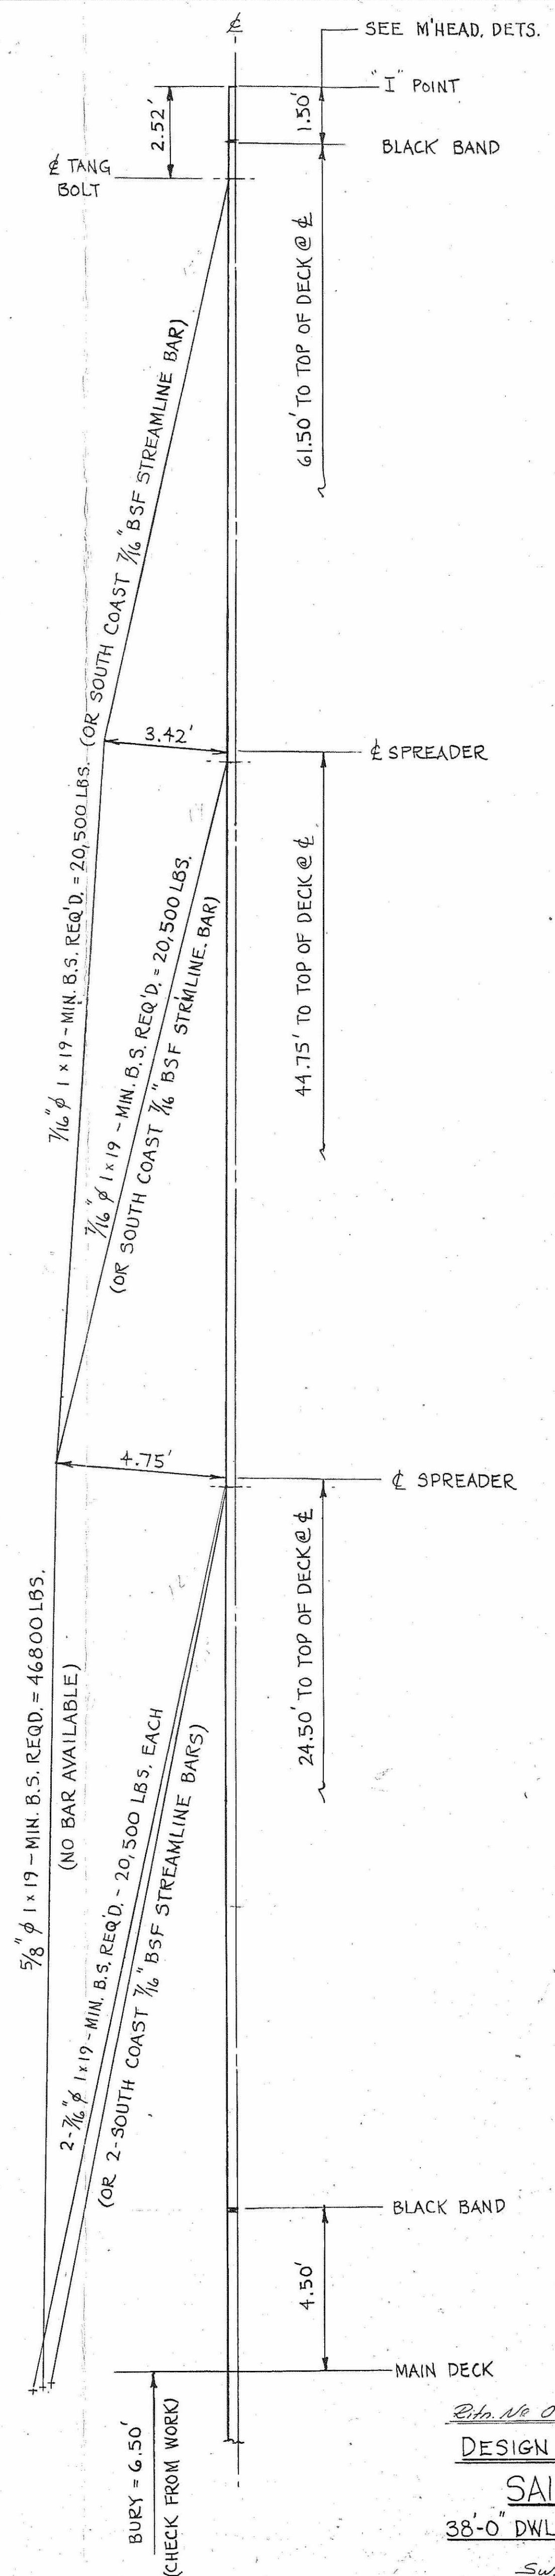 ℄
SEE M'HEAD. DETS.
"I" POINT
2.52'
1.50'
BLACK BAND
℄ TANG
BOLT
61.50' TO TOP OF DECK @ ℄
7/16" ϕ 1 x 19 - MIN. B.S. REQ'D. = 20,500 LBS. (OR SOUTH COAST 7/16" BSF STREAMLINE BAR)
3.42'
℄ SPREADER
44.75' TO TOP OF DECK @ ℄
7/16" ϕ 1 x 19 - MIN. B.S. REQ'D. = 20,500 LBS.
(OR SOUTH COAST 7/16" BSF STRMLINE. BAR)
4.75'
℄ SPREADER
24.50' TO TOP OF DECK @ ℄
5/8" ϕ 1 x 19 - MIN. B.S. REQD. = 46800 LBS.
(NO BAR AVAILABLE)
2-7/16" ϕ 1x19-MIN. B.S. REQ'D. - 20,500 LBS. EACH
(OR 2-SOUTH COAST 7/16" BSF STREAMLINE BARS)
BLACK BAND
4.50'
MAIN DECK
BURY = 6.50'
(CHECK FROM WORK)
DESIGN
SAI
38'-0" DWL